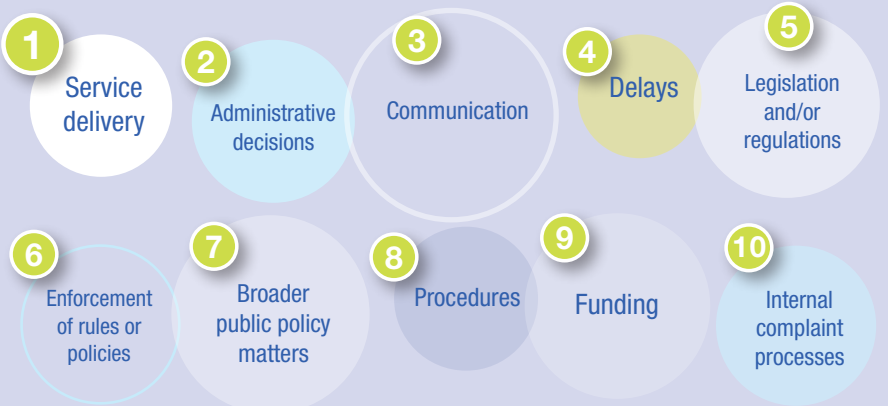 1
Service
delivery
2
Administrative
decisions
3
Communication
4
Delays
5
Legislation
and/or
regulations
6
Enforcement
of rules or
policies
7
Broader
public policy
matters
8
Procedures
9
Funding
10
Internal
complaint
processes